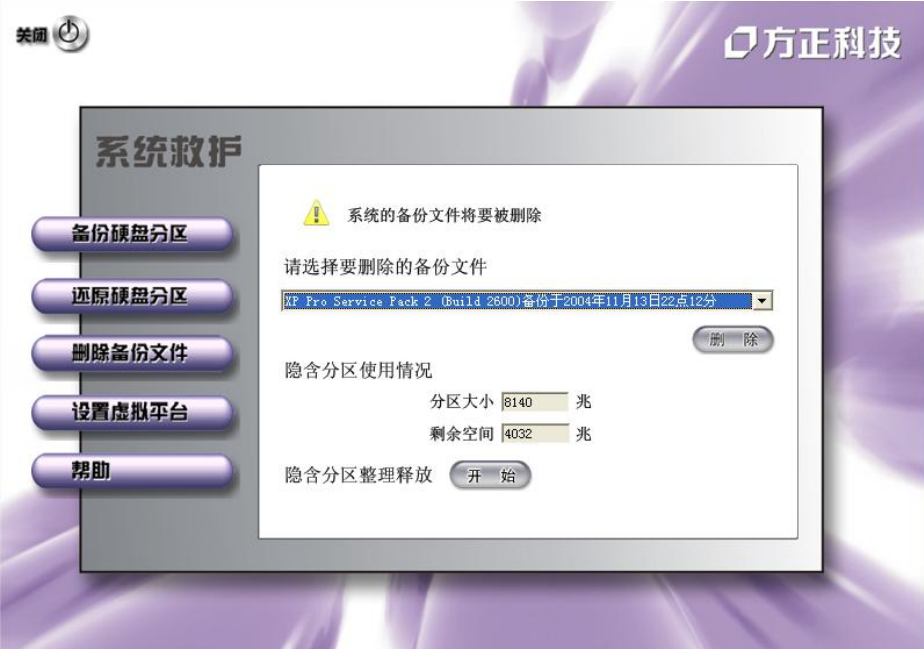 关闭
方正科技
系统救护
系统的备份文件将要被删除
备份硬盘分区
请选择要删除的备份文件
还原硬盘分区
XP Pro Service Pack 2 (Build 2600)备份于2004年11月13日22点12分
删 除
删除备份文件
隐含分区使用情况
设置虚拟平台
分区大小 8140 兆
剩余空间 4032 兆
帮助
隐含分区整理释放 开 始